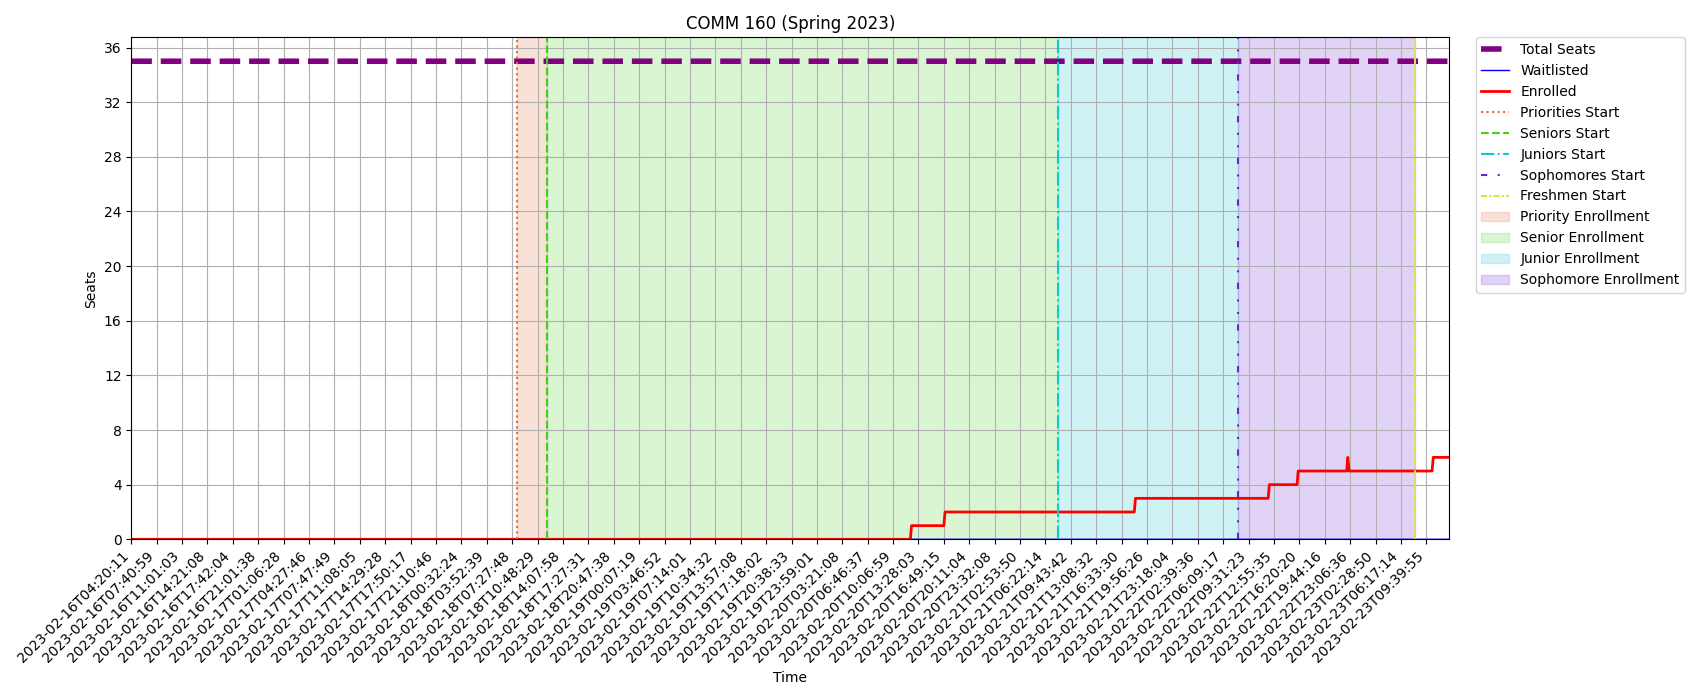 COMM 160 (Spring 2023)
36
32
28
24
20
16
12
8
4
0
Seats
2023-02-16T04:20:11
2023-02-16T07:40:59
2023-02-16T11:01:03
2023-02-16T14:21:08
2023-02-16T17:42:04
2023-02-16T21:01:38
2023-02-17T01:06:28
2023-02-17T04:27:46
2023-02-17T07:47:49
2023-02-17T11:08:05
2023-02-17T14:29:28
2023-02-17T17:50:17
2023-02-17T21:10:46
2023-02-18T00:32:24
2023-02-18T03:52:39
2023-02-18T07:27:48
2023-02-18T10:48:29
2023-02-18T14:07:58
2023-02-18T17:27:31
2023-02-18T20:47:38
2023-02-19T00:07:19
2023-02-19T03:46:52
2023-02-19T07:14:01
2023-02-19T10:34:32
2023-02-19T13:57:08
2023-02-19T17:18:02
2023-02-19T20:38:33
2023-02-19T23:59:01
2023-02-20T03:21:08
2023-02-20T06:46:37
2023-02-20T10:06:59
2023-02-20T13:28:03
2023-02-20T16:49:15
2023-02-20T20:11:04
2023-02-20T23:32:08
2023-02-21T02:53:50
2023-02-21T06:22:14
2023-02-21T09:43:42
2023-02-21T13:08:32
2023-02-21T16:33:30
2023-02-21T19:56:26
2023-02-21T23:18:04
2023-02-22T02:39:36
2023-02-22T06:09:17
2023-02-22T09:31:23
2023-02-22T12:55:35
2023-02-22T16:20:20
2023-02-22T19:44:16
2023-02-22T23:06:36
2023-02-23T02:28:50
2023-02-23T06:17:14
2023-02-23T09:39:55
Time
Total Seats
Waitlisted
Enrolled
Priorities Start
Seniors Start
Juniors Start
Sophomores Start
Freshmen Start
Priority Enrollment
Senior Enrollment
Junior Enrollment
Sophomore Enrollment